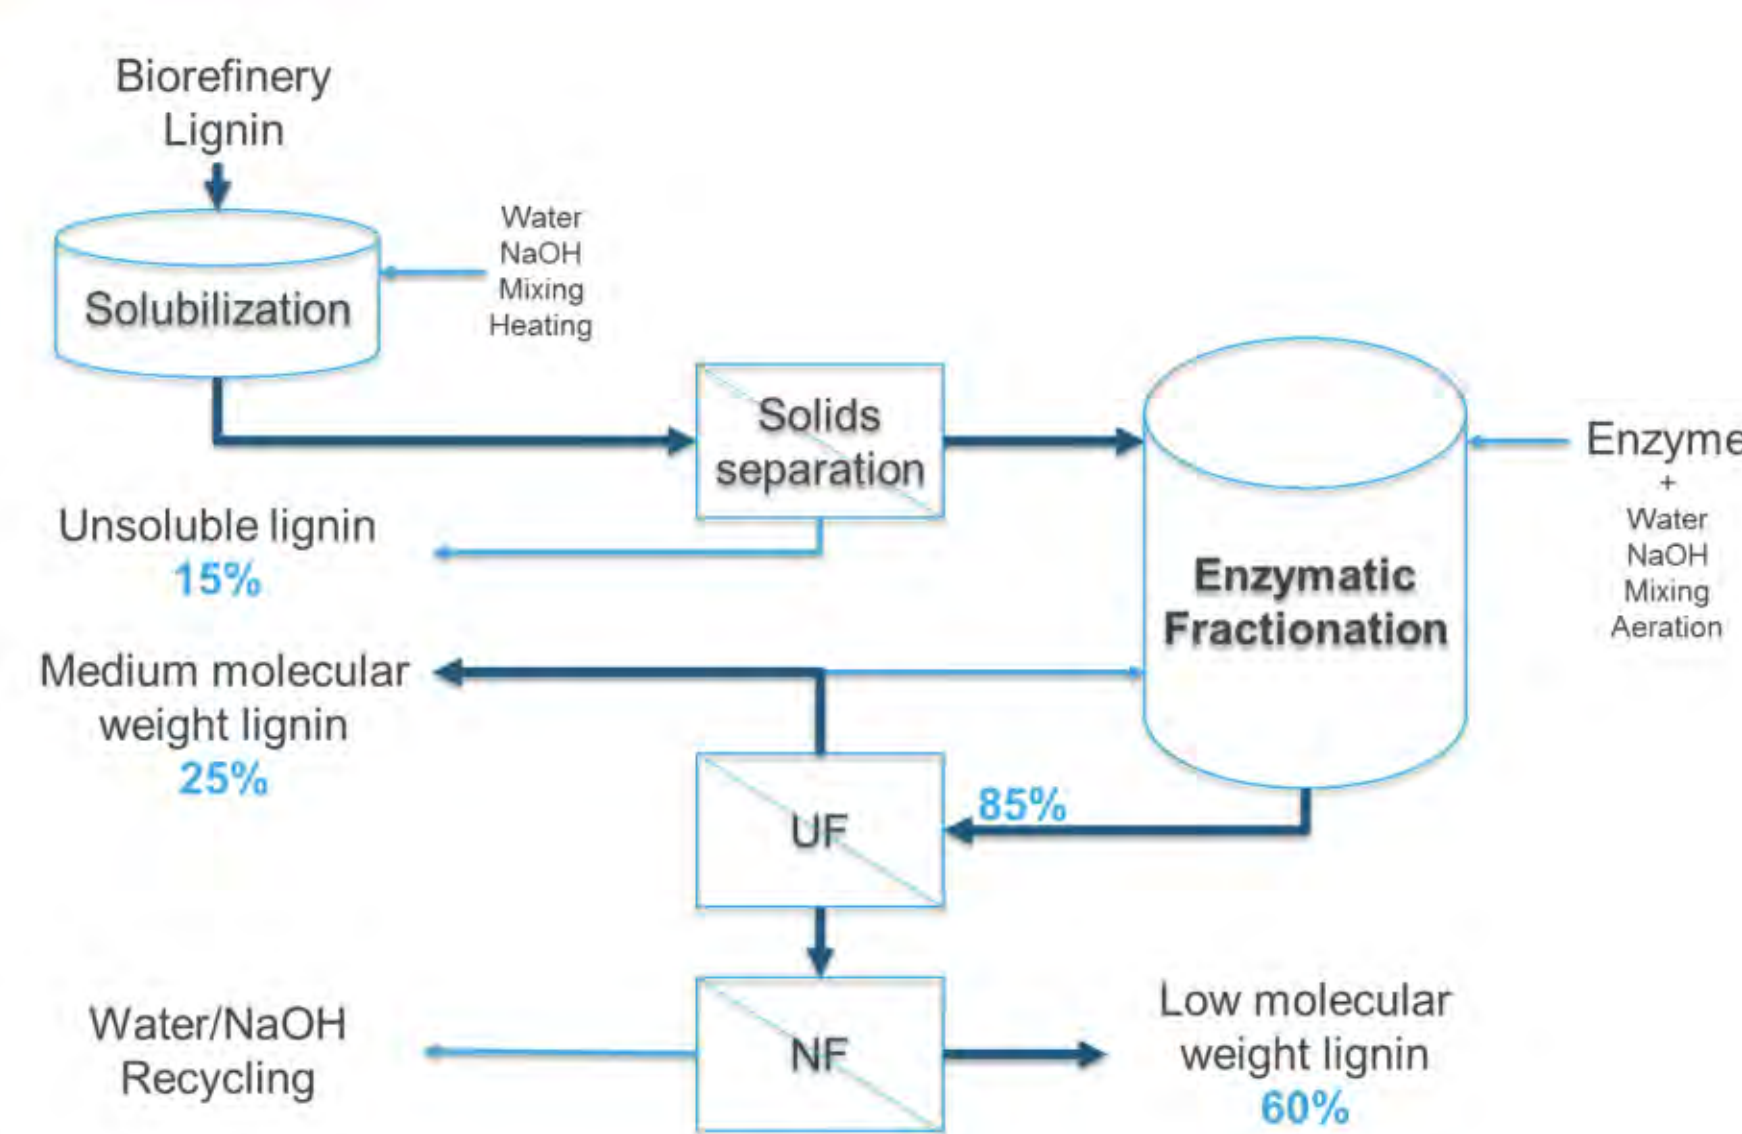 Biorefinery
Lignin
Water
NaOH
Mixing
Heating
Solubilization
Solids
separation
Enzyme
+
Water
NaOH
Mixing
Aeration
Unsoluble lignin
15%
Enzymatic
Fractionation
Medium molecular
weight lignin
25%
85%
UF
Water/NaOH
Recycling
NF
Low molecular
weight lignin
60%